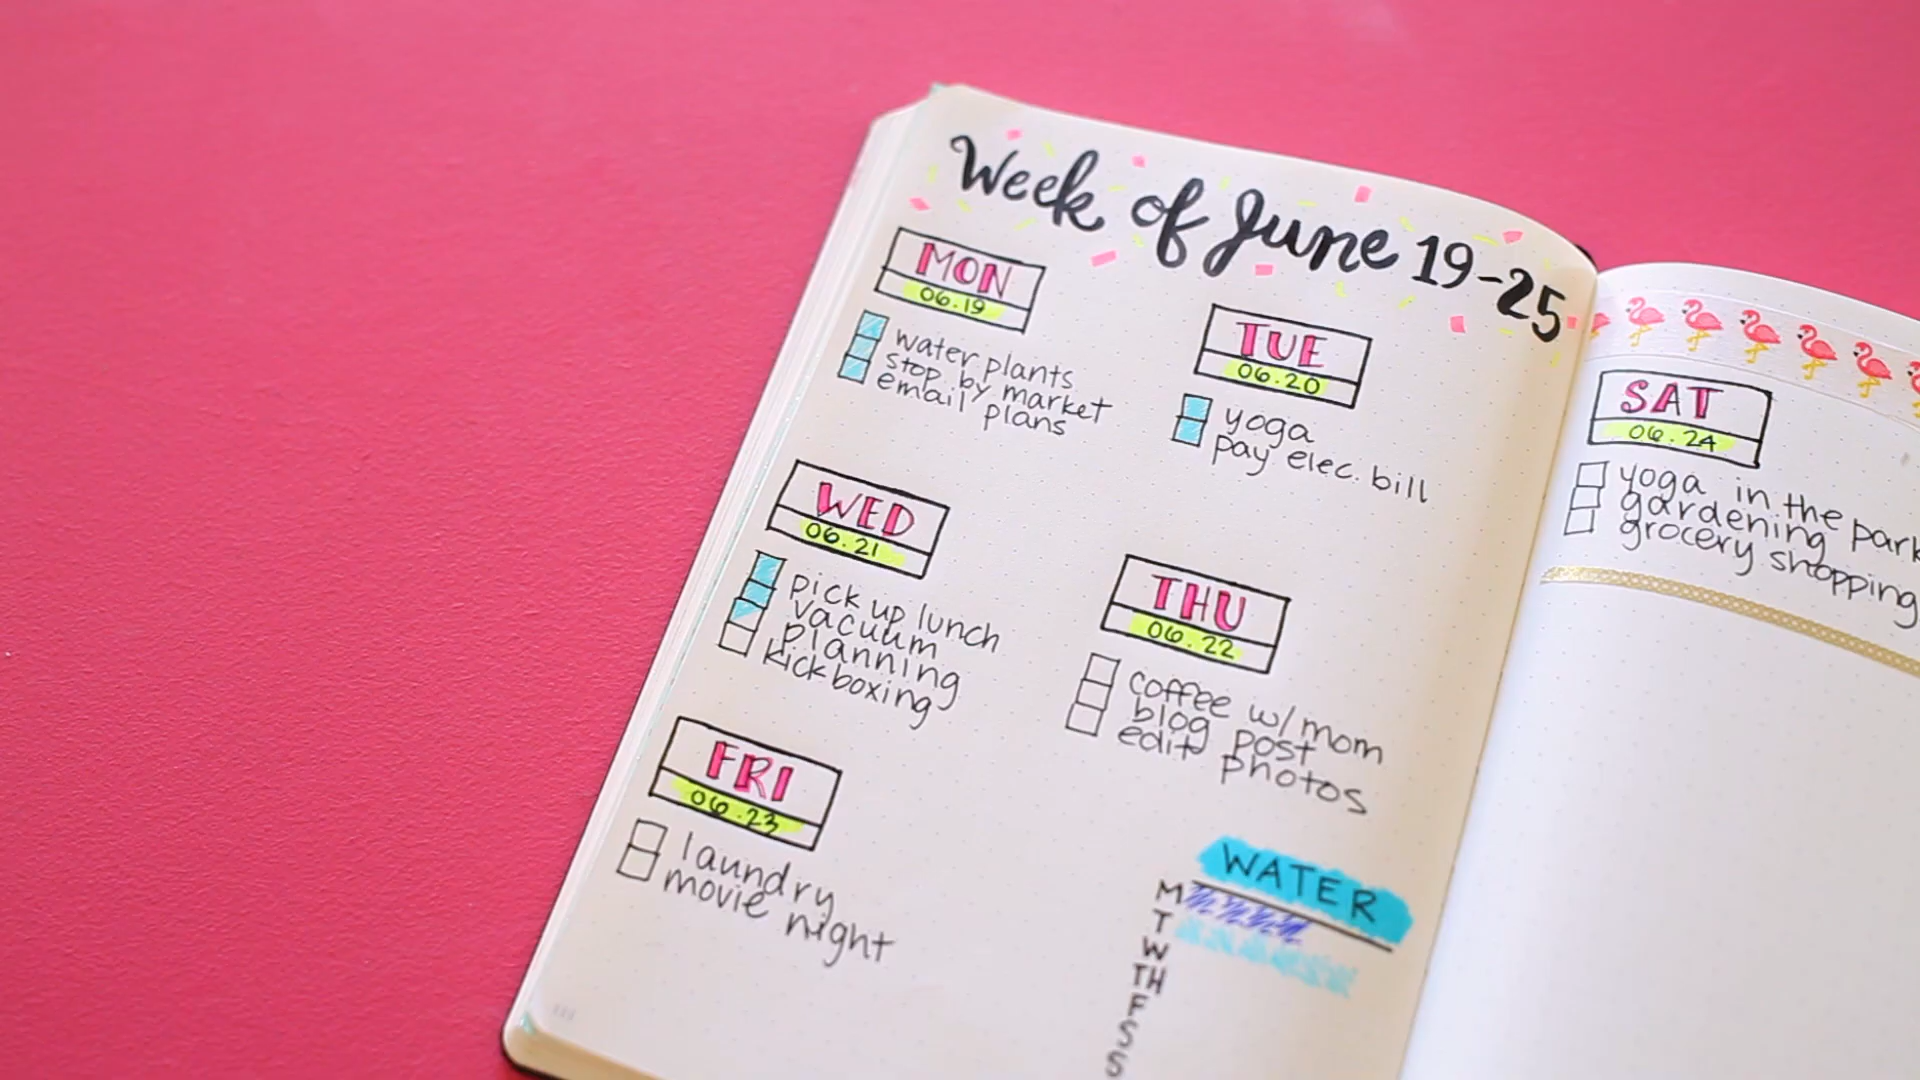 Week of June 19-25
MON
06.19
water plants
stop by market
email plans
TUE
06.20
yoga
pay elec. bill
WED
06.21
pick up lunch
vacuum
planning
kickboxing
THU
06.22
coffee w/mom
blog post
edit photos
FRI
06.23
laundry
movie night
WATER
M
T
W
TH
F
S
S
SAT
06.24
yoga in the park
gardening
grocery shopping